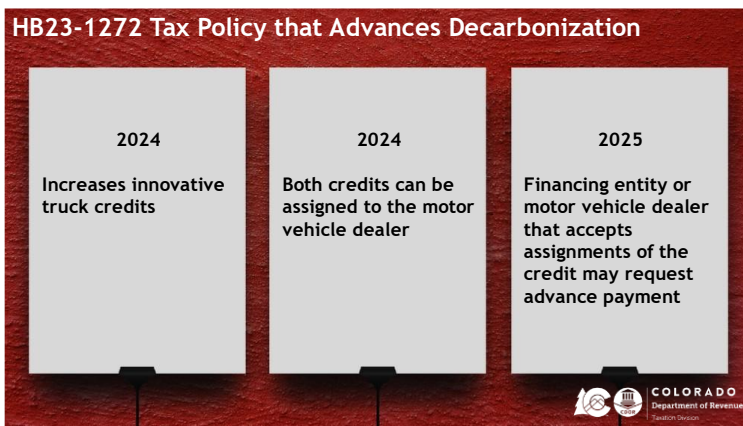 HB23-1272 Tax Policy that Advances Decarbonization
2024
Increases innovative
truck credits
2024
Both credits can be
assigned to the motor
vehicle dealer
2025
Financing entity or
motor vehicle dealer
that accepts
assignments of the
credit may request
advance payment
CDOR
COLORADO
Department of Revenue
Taxation Division